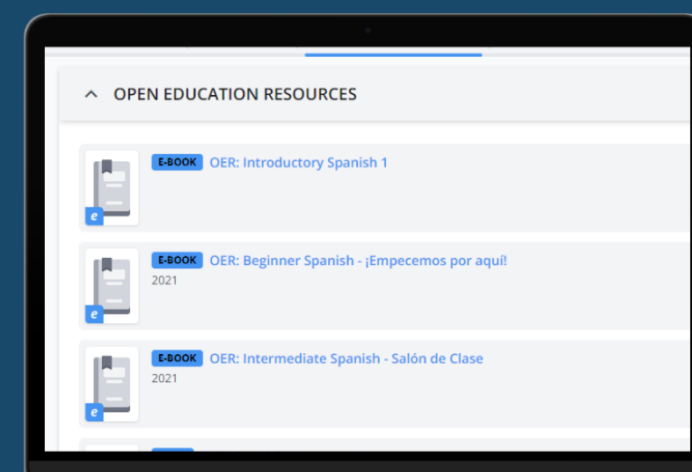 OPEN EDUCATION RESOURCES
E-BOOK OER: Introductory Spanish 1
e
E-BOOK OER: Beginner Spanish - ¡Empecemos por aquí!
2021
e
E-BOOK OER: Intermediate Spanish - Salón de Clase
2021
e